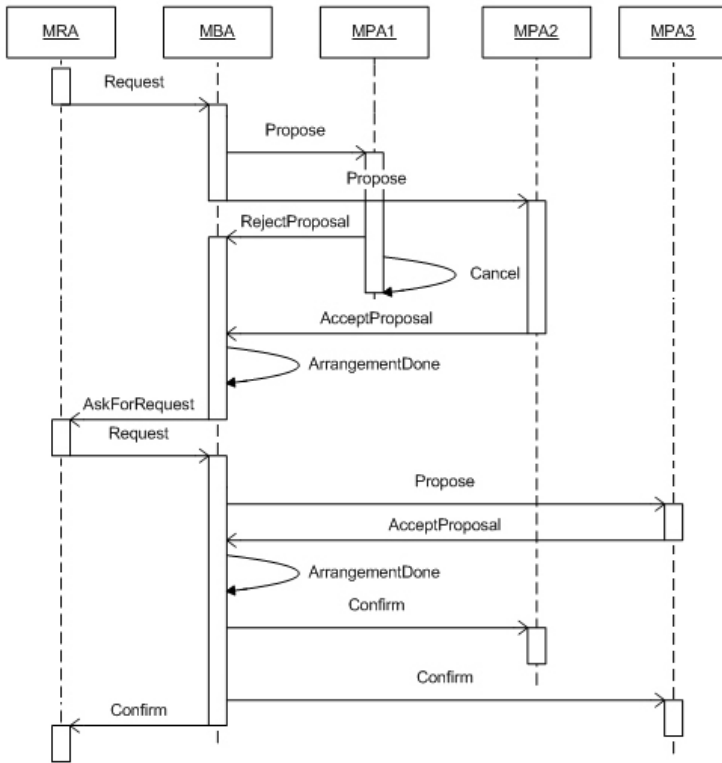 MRA
MBA
MPA1
MPA2
MPA3
Request
Propose
Propose
RejectProposal
Cancel
AcceptProposal
ArrangementDone
AskForRequest
Request
Propose
AcceptProposal
ArrangementDone
Confirm
Confirm
Confirm